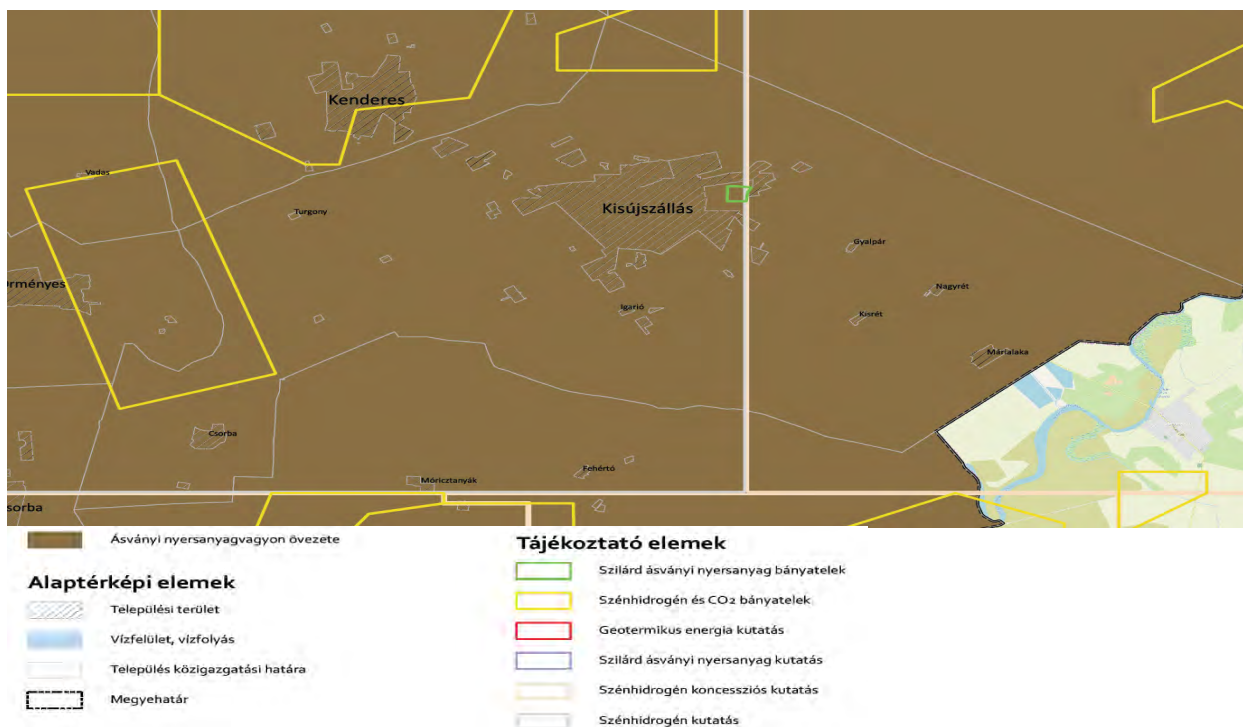 Kenderes
Vadas
Turgony
Kisújszállás
Gyalpár
Örményes
Nagyrét
Igarió
Kisrét
Márialaka
Csorba
Fehértó
Móricztanyák
sorba
Ásványi nyersanyagvagyon övezete
Alaptérképi elemek
Települési terület
Vízfelület, vízfolyás
Település közigazgatási határa
Megyehatár
Tájékoztató elemek
Szilárd ásványi nyersanyag bányatelek
Szénhidrogén és CO2 bányatelek
Geotermikus energia kutatás
Szilárd ásványi nyersanyag kutatás
Szénhidrogén koncessziós kutatás
Szénhidrogén kutatás